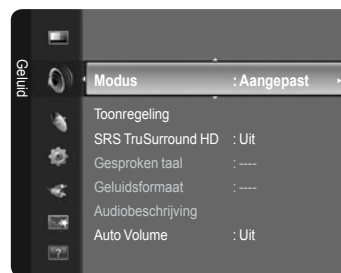 Geluid
Modus : Aangepast
Toonregeling
SRS TruSurround HD : Uit
Gesproken taal : ----
Geluidsformaat : ----
Audiobeschrijving
Auto Volume : Uit
?